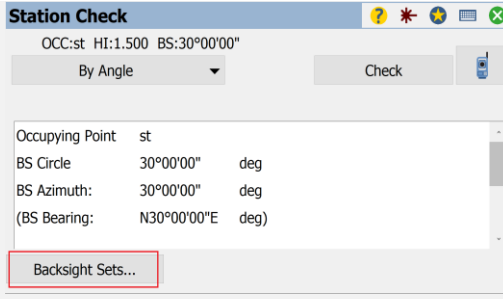 Station Check
OCC:st HI:1.500 BS:30°00'00"
By Angle Check
Occupying Point st
BS Circle 30°00'00" deg
BS Azimuth: 30°00'00" deg
(BS Bearing: N30°00'00"E deg)
Backsight Sets...